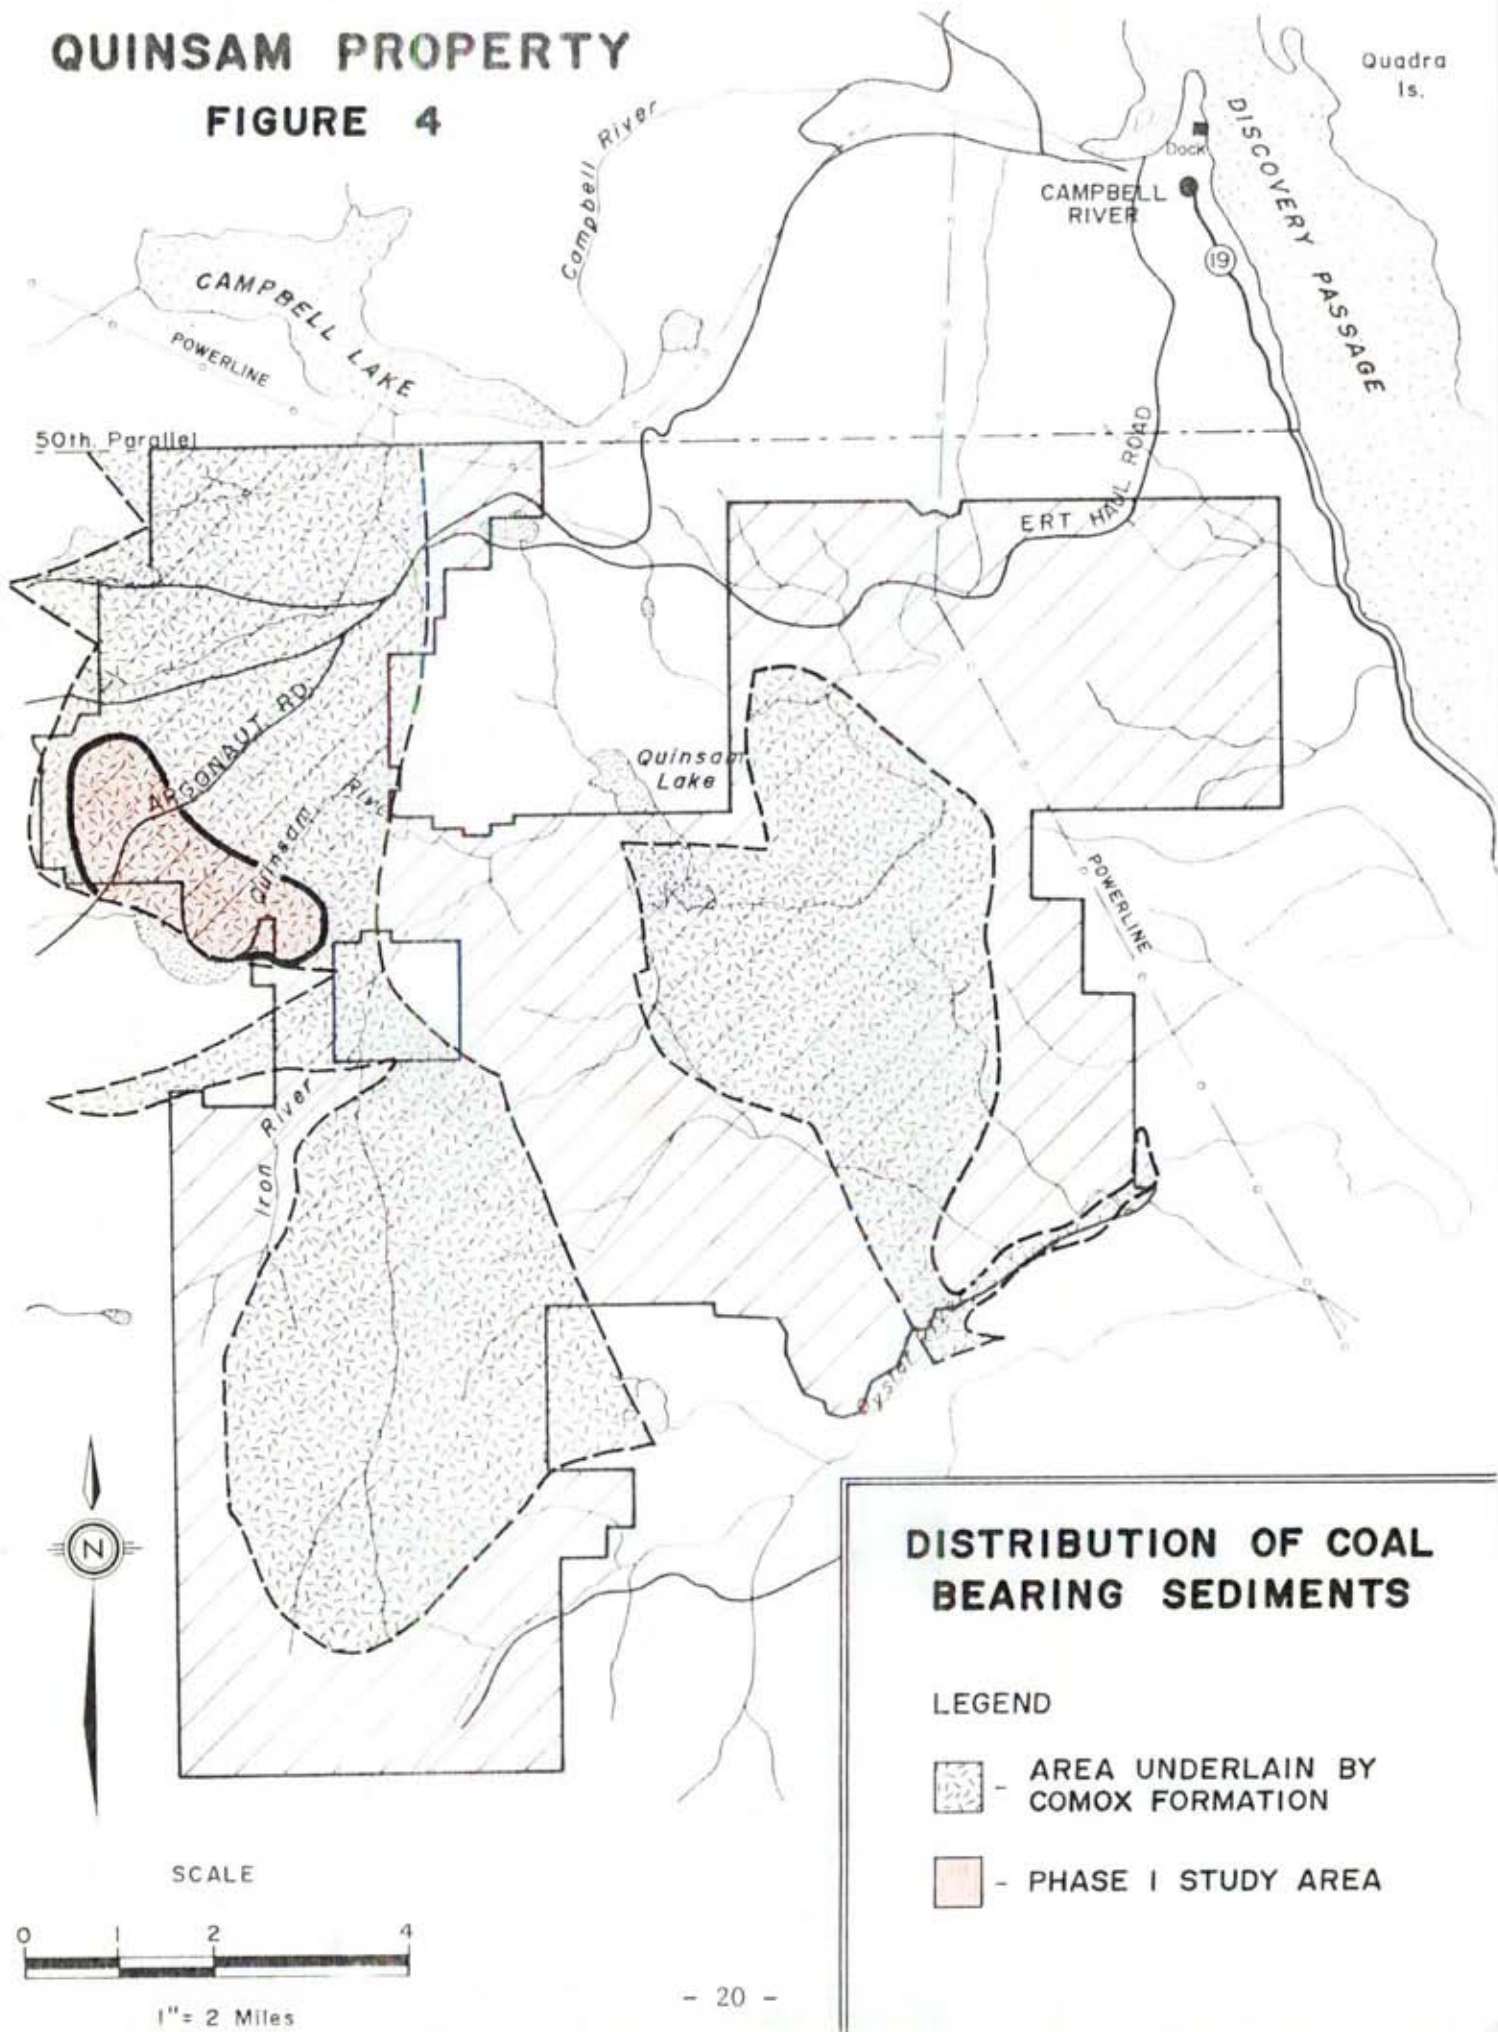 QUINSAM PROPERTY
FIGURE 4
Quadra
Is.
Campbell River
DISCOVERY PASSAGE
Dock
CAMPBELL
RIVER
19
CAMPBELL LAKE
POWERLINE
50th. Parallel
ERT HAUL ROAD
ARGONAUT RD.
Quinsam
Lake
Quinsam River
POWERLINE
Iron River
Oyster
N
DISTRIBUTION OF COAL
BEARING SEDIMENTS
LEGEND
- AREA UNDERLAIN BY
COMOX FORMATION
- PHASE I STUDY AREA
SCALE
0 1 2 4
1" = 2 Miles
- 20 -